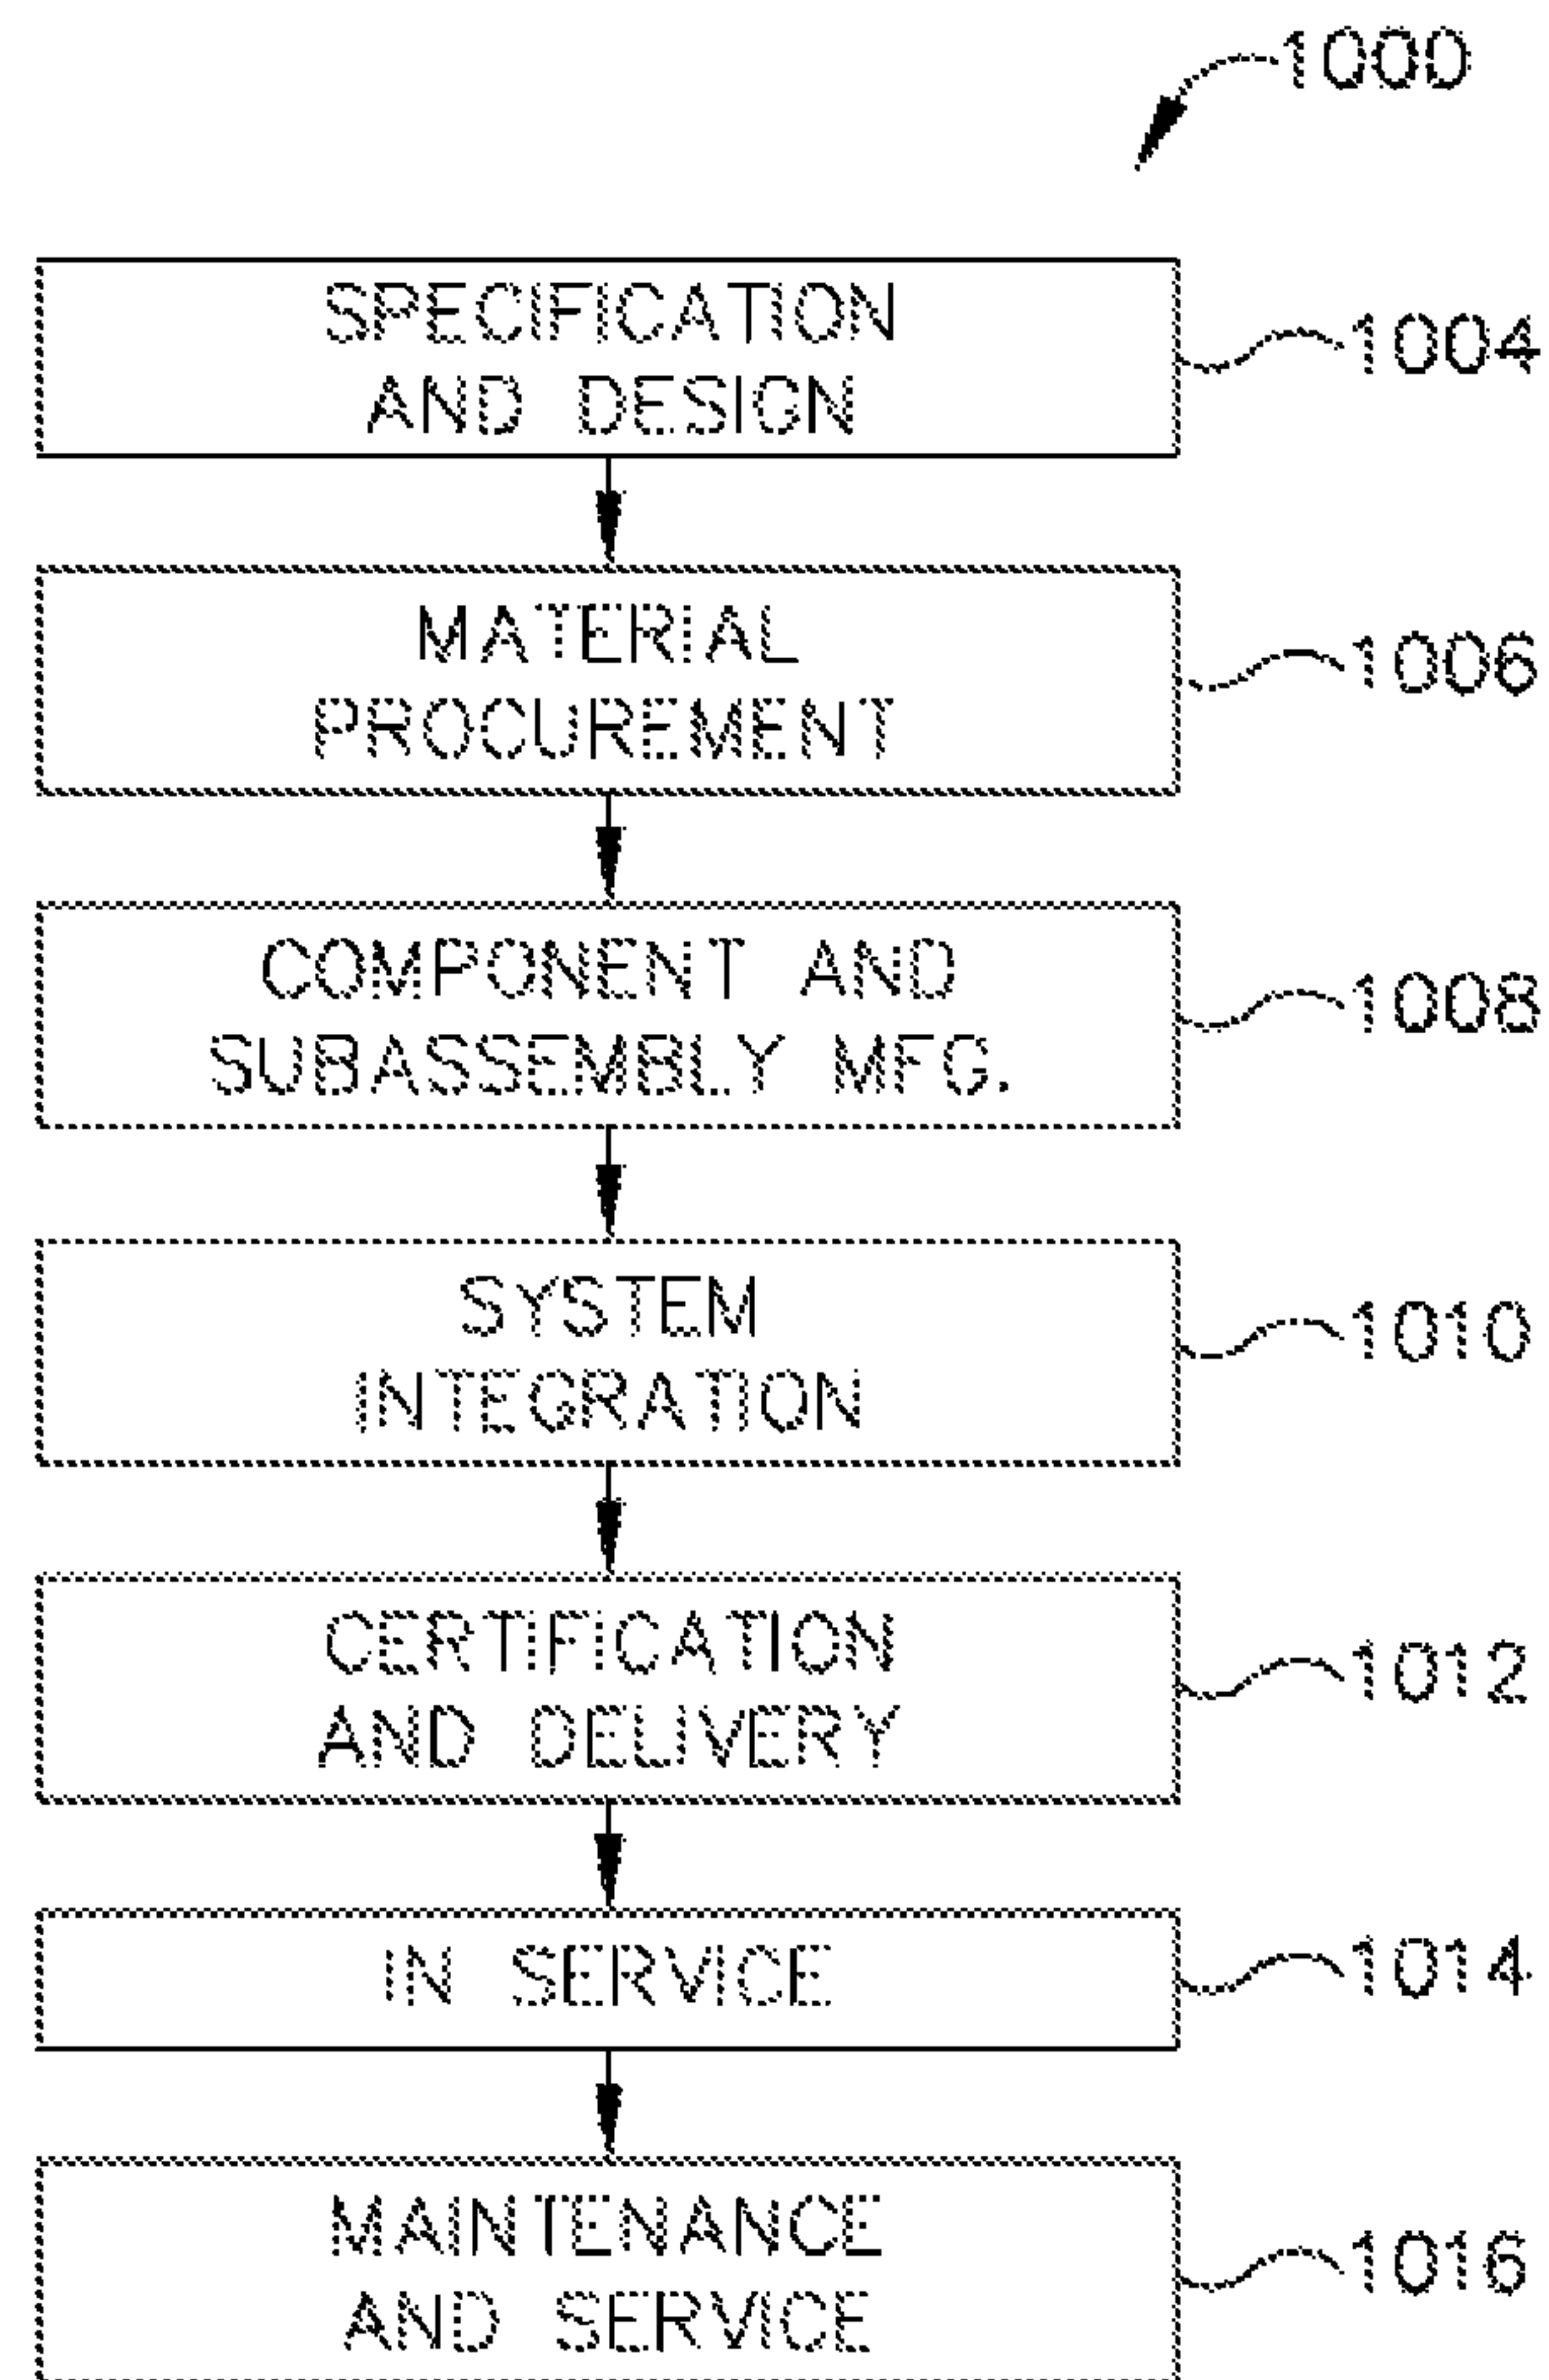 1000
SPECIFICATION
AND DESIGN
1004
MATERIAL
PROCUREMENT
1006
COMPONENT AND
SUBASSEMBLY MFG.
1008
SYSTEM
INTEGRATION
1010
CERTIFICATION
AND DELIVERY
1012
IN SERVICE
1014
MAINTENANCE
AND SERVICE
1016